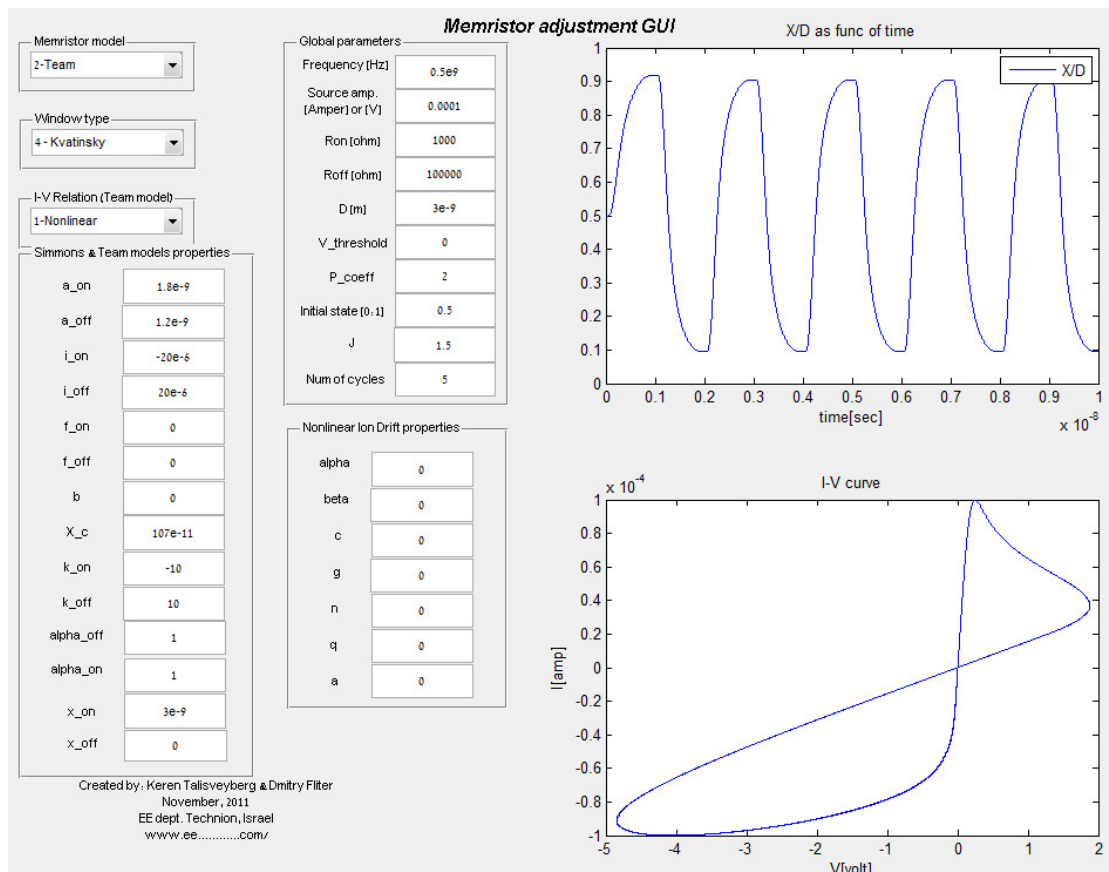 Memristor adjustment GUI
Memristor model
2-Team
Window type
4 - Kvatinsky
I-V Relation (Team model)
1-Nonlinear
Simmons & Team models properties
a_on 1.8e-9
a_off 1.2e-9
i_on -20e-6
i_off 20e-6
f_on 0
f_off 0
b 0
X_c 107e-11
k_on -10
k_off 10
alpha_off 1
alpha_on 1
x_on 3e-9
x_off 0
Created by: Keren Talisveyberg & Dmitry Fliter
November, 2011
EE dept. Technion, Israel
www.ee............com/
Global parameters
Frequency [Hz] 0.5e9
Source amp.
[Amper] or [V] 0.0001
Ron [ohm] 1000
Roff [ohm] 100000
D [m] 3e-9
V_threshold 0
P_coeff 2
Initial state [0:1] 0.5
J 1.5
Num of cycles 5
Nonlinear Ion Drift properties
alpha 0
beta 0
c 0
g 0
n 0
q 0
a 0
X/D as func of time
X/D
1
0.9
0.8
0.7
0.6
0.5
0.4
0.3
0.2
0.1
0
0 0.1 0.2 0.3 0.4 0.5 0.6 0.7 0.8 0.9 1
time[sec]
x 10^-8
I-V curve
x 10^-4
I[amp]
1
0.8
0.6
0.4
0.2
0
-0.2
-0.4
-0.6
-0.8
-1
-5 -4 -3 -2 -1 0 1 2
V[volt]